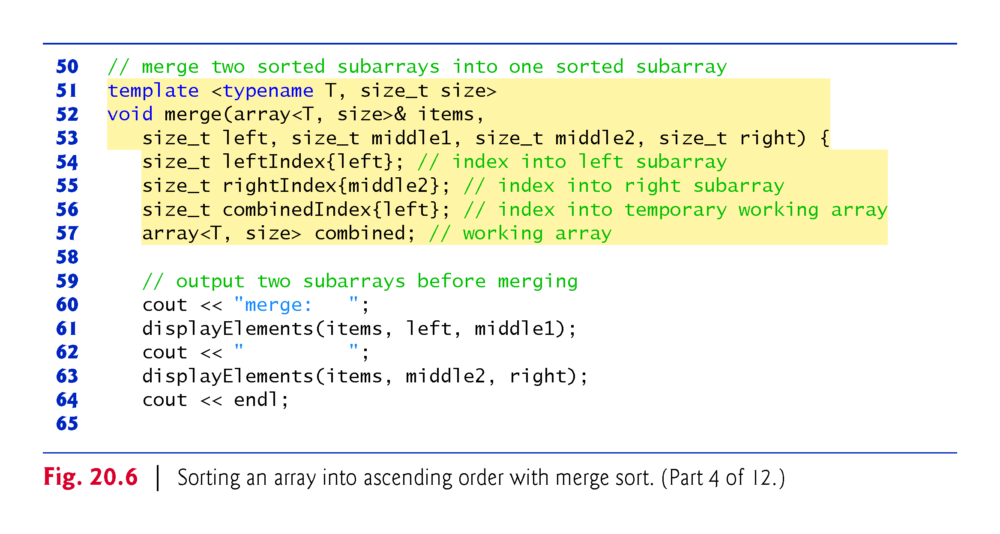 50 // merge two sorted subarrays into one sorted subarray
51 template <typename T, size_t size>
52 void merge(array<T, size>& items,
53    size_t left, size_t middle1, size_t middle2, size_t right) {
54    size_t leftIndex{left}; // index into left subarray
55    size_t rightIndex{middle2}; // index into right subarray
56    size_t combinedIndex{left}; // index into temporary working array
57    array<T, size> combined; // working array
58
59    // output two subarrays before merging
60    cout << "merge:   ";
61    displayElements(items, left, middle1);
62    cout << "         ";
63    displayElements(items, middle2, right);
64    cout << endl;
65
Fig. 20.6 | Sorting an array into ascending order with merge sort. (Part 4 of 12.)